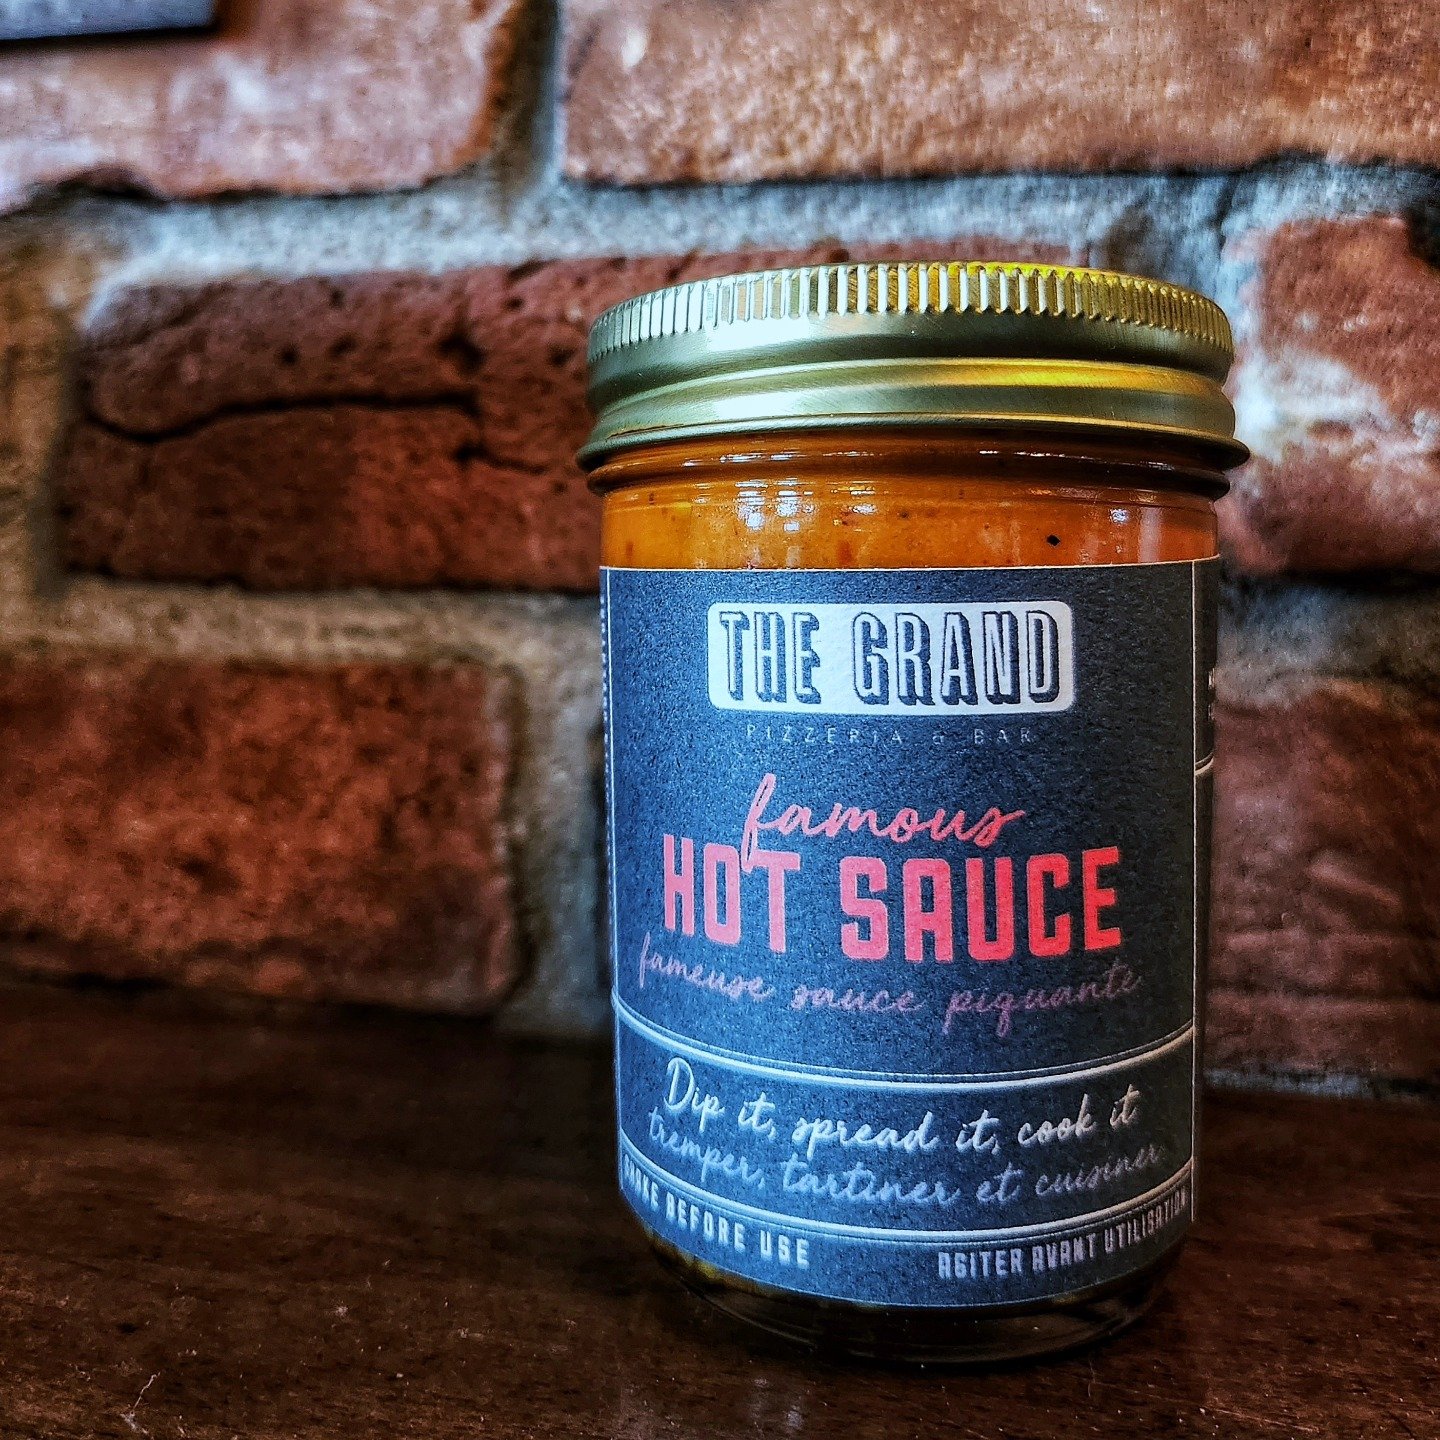 THE GRAND
PIZZERIA & BAR
famous
HOT SAUCE
fameuse sauce piquante
Dip it, spread it, cook it
tremper, tartiner et cuisiner
SHAKE BEFORE USE
AGITER AVANT UTILISATION